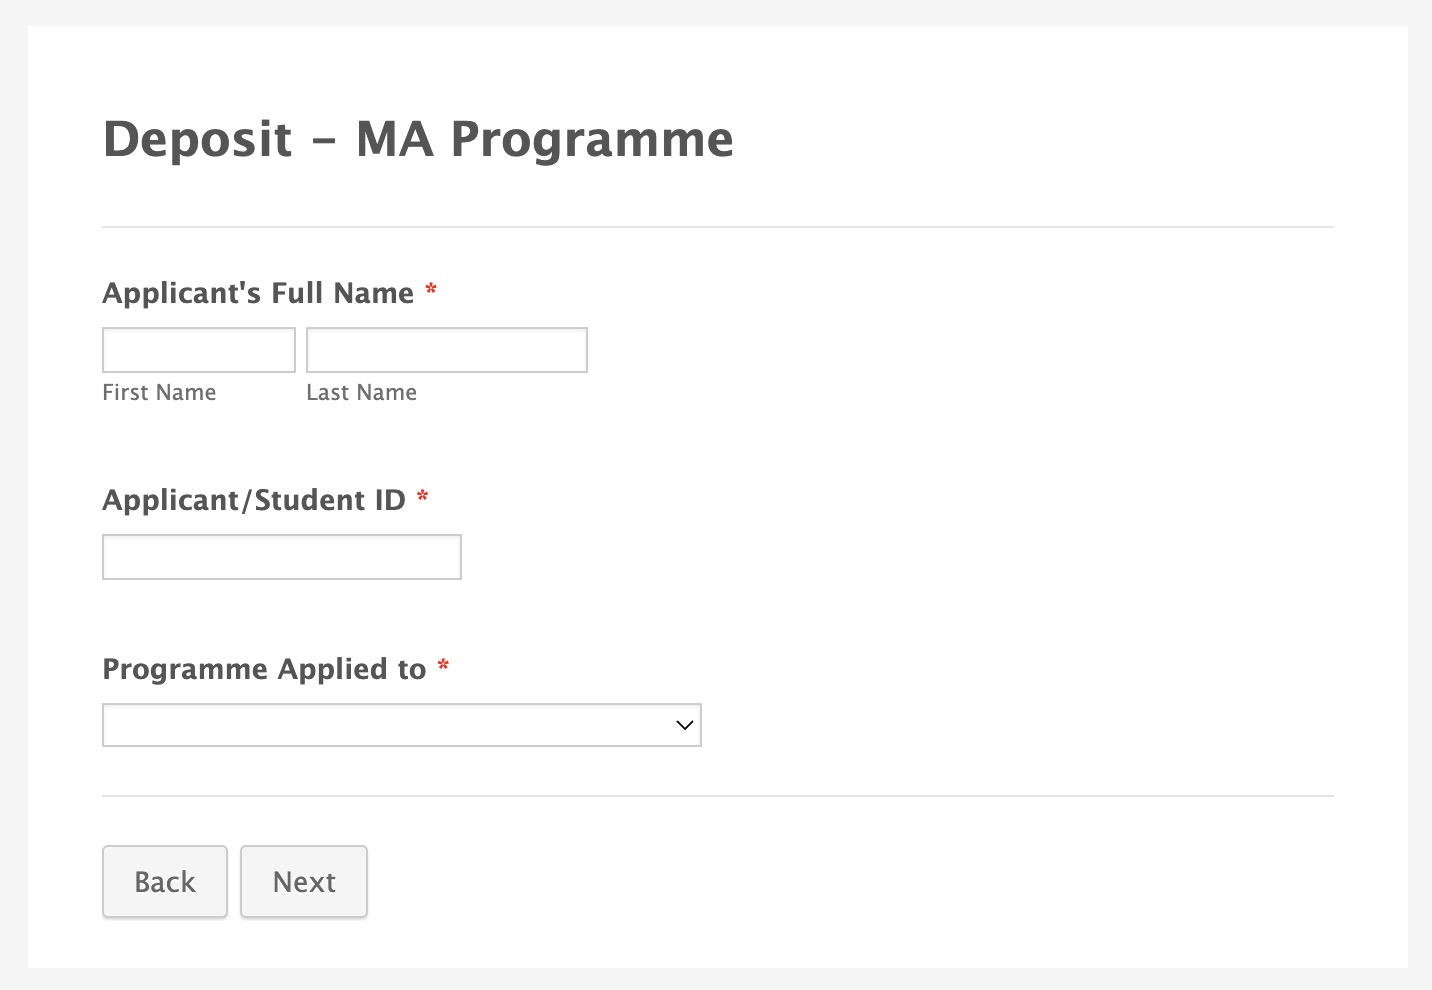 Deposit – MA Programme
Applicant's Full Name *
First Name Last Name
Applicant/Student ID *
Programme Applied to *
Back Next